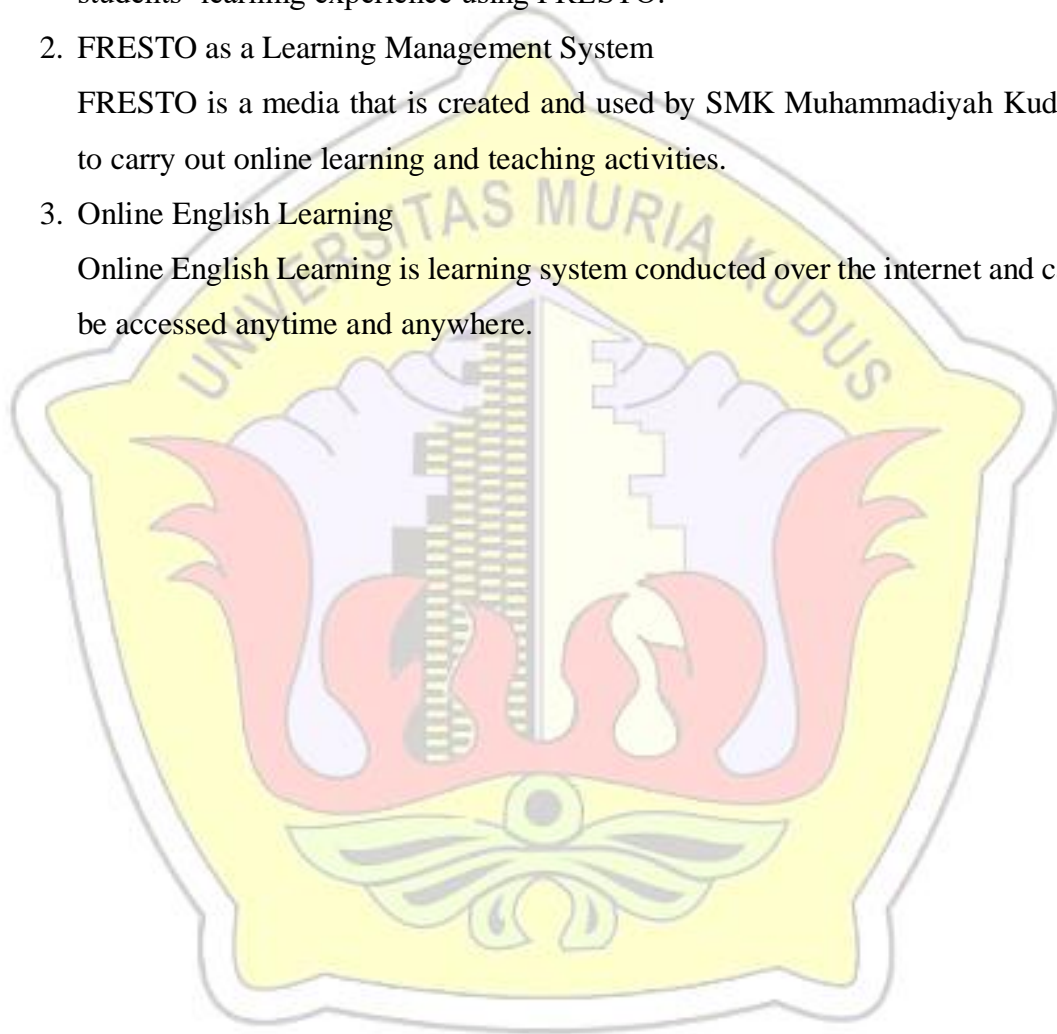 students' learning experience using FRESTO.
2. FRESTO as a Learning Management System
FRESTO is a media that is created and used by SMK Muhammadiyah Kud
to carry out online learning and teaching activities.
3. Online English Learning
Online English Learning is learning system conducted over the internet and c
be accessed anytime and anywhere.
UNIVERSITAS MURIA KUDUS